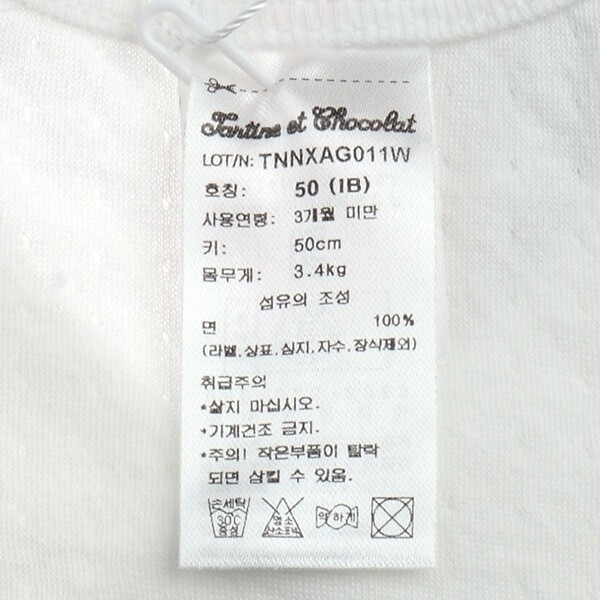 Tartine et Chocolat
LOT/N: TNNXAG011W
호칭: 50 (IB)
사용연령: 3개월 미만
키: 50cm
몸무게: 3.4kg
섬유의 조성
면 100%
(라벨,상표,심지,자수,장식제외)
취급주의
*삶지 마십시오.
*기계건조 금지.
*주의! 작은부품이 탈락
되면 삼킬 수 있음.
손세탁 30℃ 중성
염소 산소표백
약하게